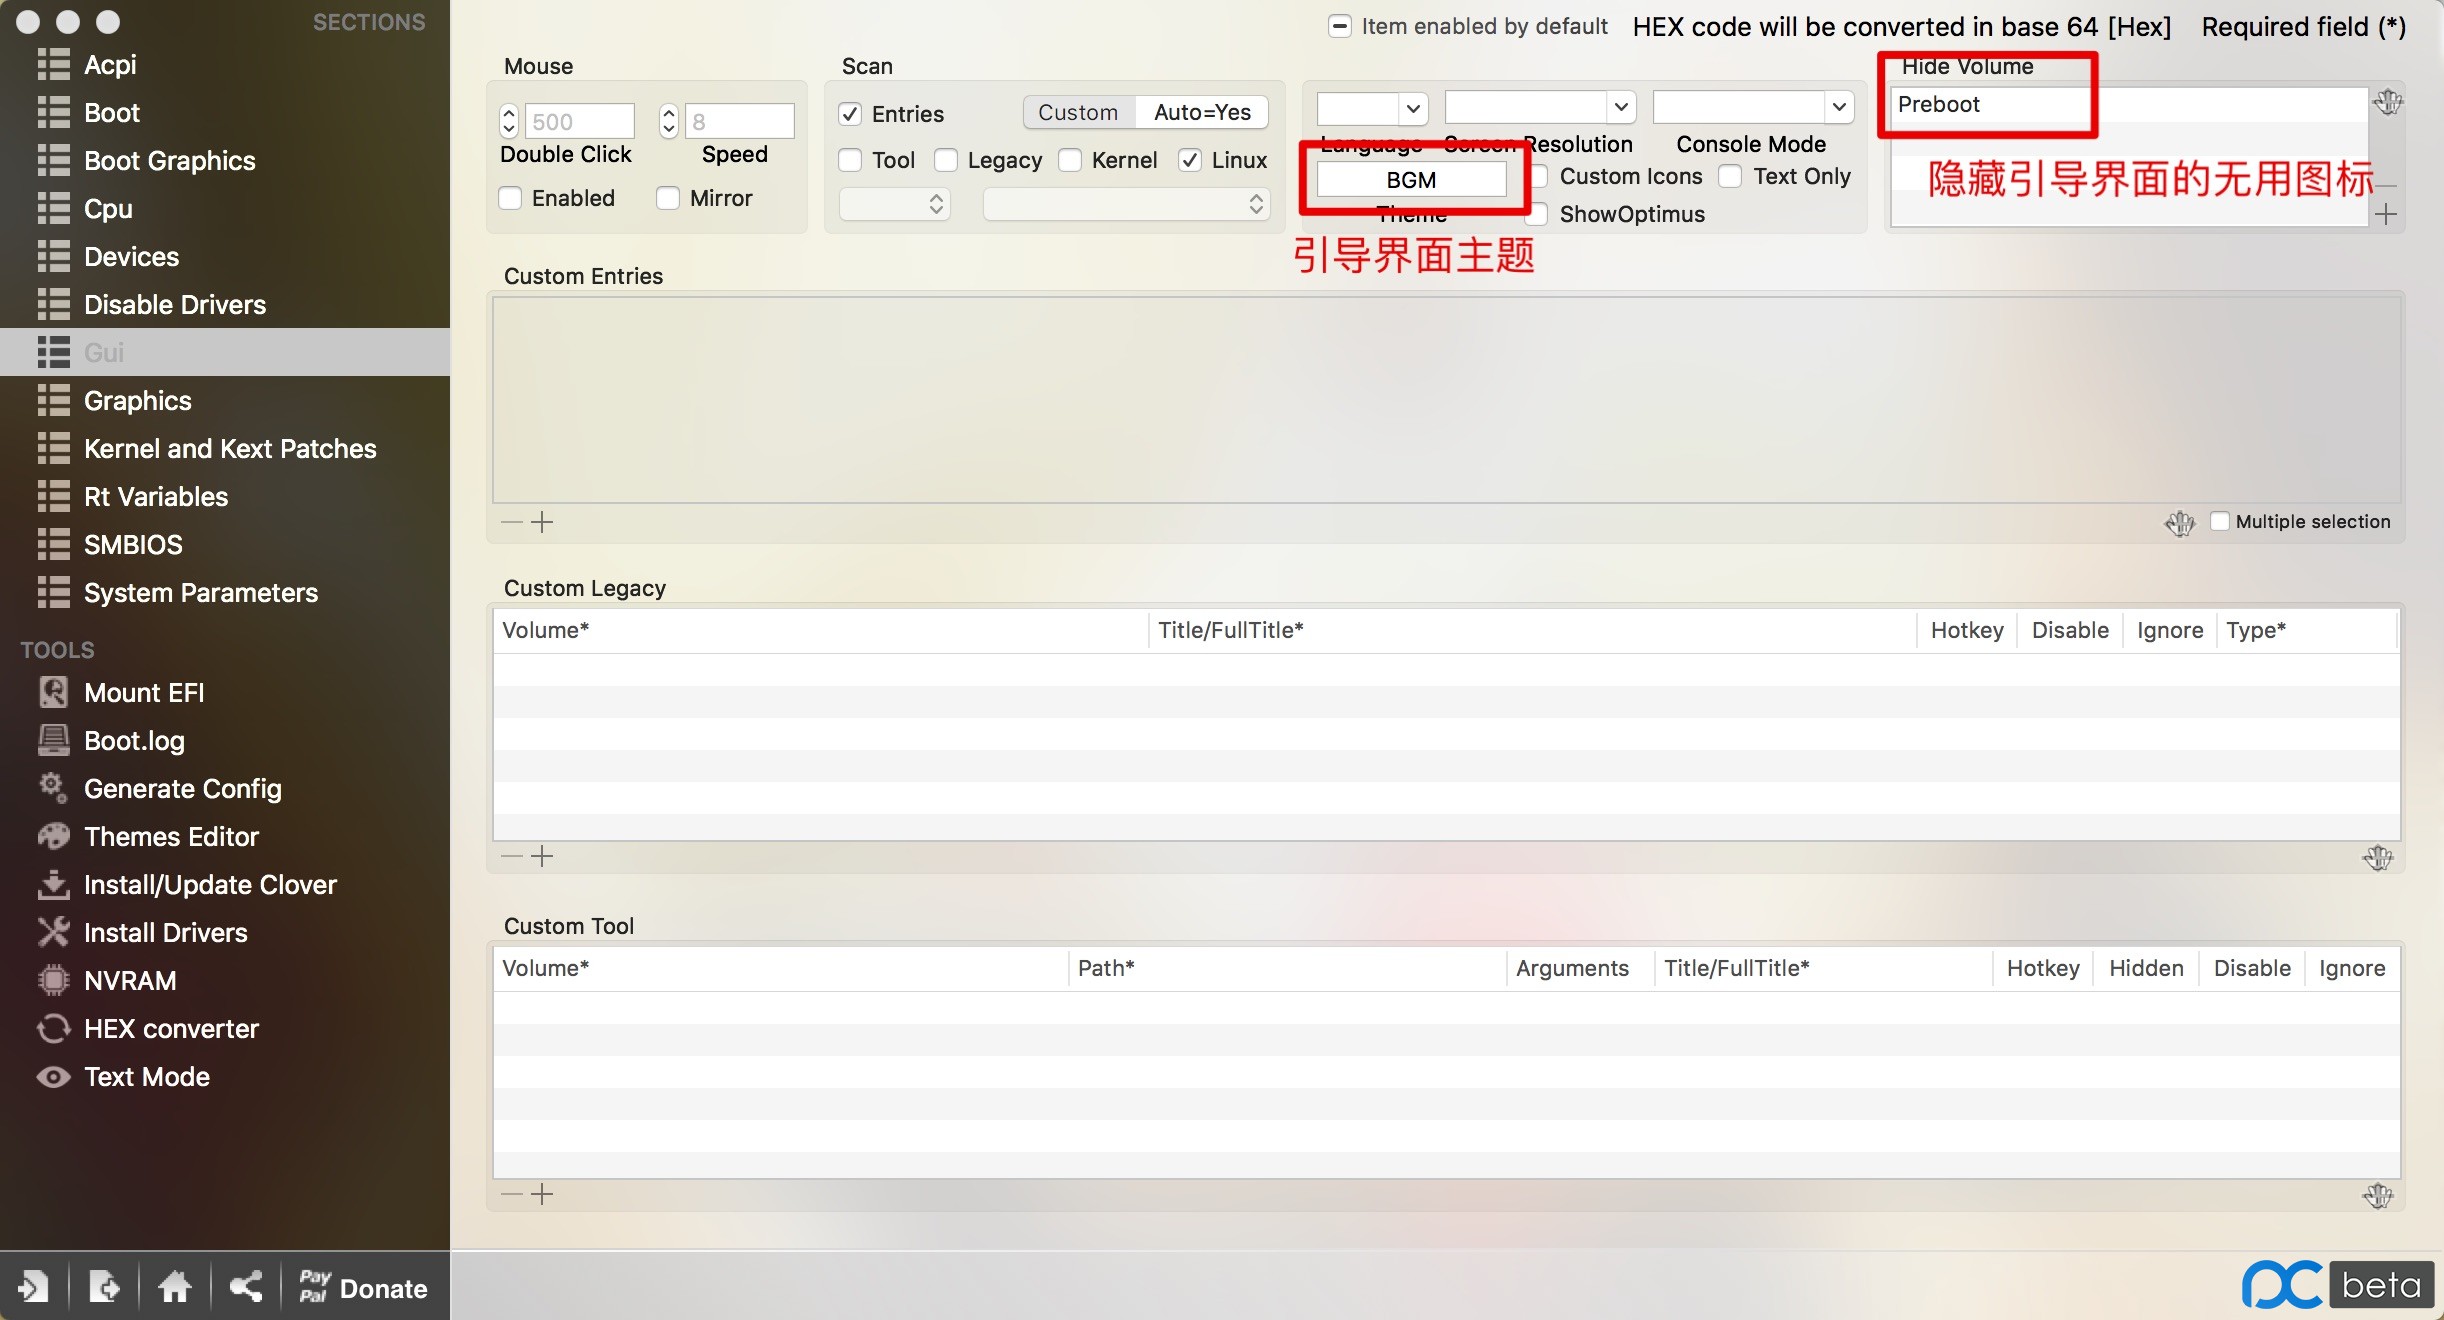 SECTIONS
Acpi
Boot
Boot Graphics
Cpu
Devices
Disable Drivers
Gui
Graphics
Kernel and Kext Patches
Rt Variables
SMBIOS
System Parameters
TOOLS
Mount EFI
Boot.log
Generate Config
Themes Editor
Install/Update Clover
Install Drivers
NVRAM
HEX converter
Text Mode
Pay
Pal
Donate
Item enabled by default HEX code will be converted in base 64 [Hex] Required field (*)
Mouse
500
8
Double Click Speed
Enabled Mirror
Scan
Entries Custom Auto=Yes
Tool Legacy Kernel Linux
Language Screen Resolution Console Mode
BGM
Custom Icons Text Only
Theme
ShowOptimus
引导界面主题
Hide Volume
Preboot
隐藏引导界面的无用图标
Custom Entries
Multiple selection
Custom Legacy
Volume* Title/FullTitle* Hotkey Disable Ignore Type*
Custom Tool
Volume* Path* Arguments Title/FullTitle* Hotkey Hidden Disable Ignore
pc beta